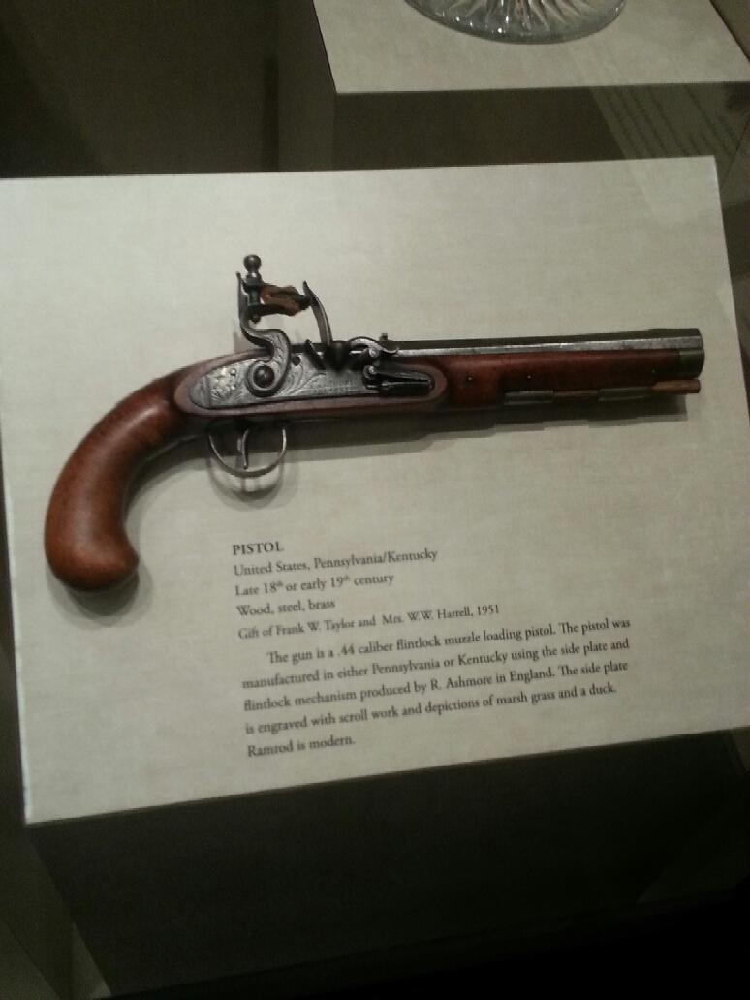 PISTOL
United States, Pennsylvania/Kentucky
Late 18th or early 19th century
Wood, steel, brass
Gift of Frank W. Taylor and Mrs. W.W. Harrell, 1951
The gun is a .44 caliber flintlock muzzle loading pistol. The pistol was
manufactured in either Pennsylvania or Kentucky using the side plate and
flintlock mechanism produced by R. Ashmore in England. The side plate
is engraved with scroll work and depictions of marsh grass and a duck.
Ramrod is modern.